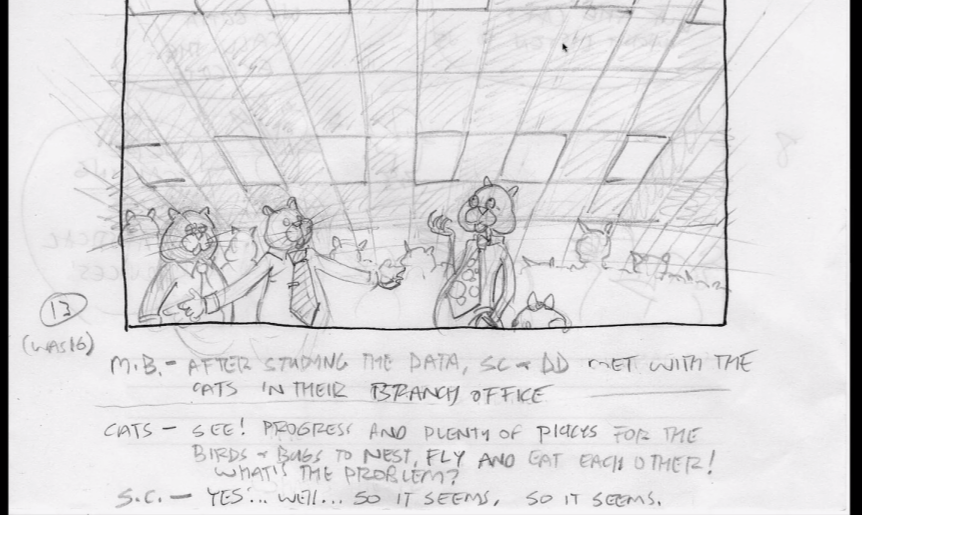 13
(WAS 16)
M.B.- AFTER STUDYING THE DATA, SC & DD MET WITH THE
CATS IN THEIR BRANCH OFFICE
CATS - SEE! PROGRESS AND PLENTY OF PLACES FOR THE
BIRDS & BUGS TO NEST, FLY AND EAT EACH OTHER!
WHAT'S THE PROBLEM?
S.C. - YES... WELL... SO IT SEEMS, SO IT SEEMS.